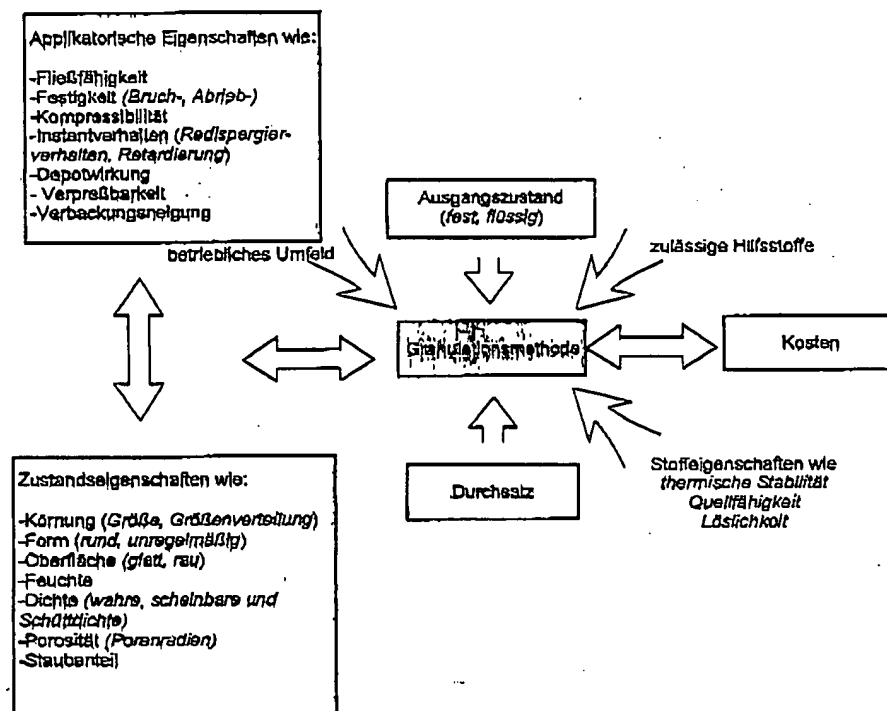 Applikatorische Eigenschaften wie:
-Fließfähigkeit
-Festigkeit (Bruch-, Abrieb-)
-Kompressibilität
-Instantverhalten (Redispergier-
verhalten, Retardierung)
-Depotwirkung
- Verpreßbarkeit
-Verbackungsneigung
Ausgangszustand
(fest, flüssig)
betriebliches Umfeld
zulässige Hilfsstoffe
Granulationsmethode
Kosten
Durchsatz
Stoffeigenschaften wie
thermische Stabilität
Quellfähigkeit
Löslichkeit
Zustandseigenschaften wie:
-Körnung (Größe, Größenverteilung)
-Form (rund, unregelmäßig)
-Oberfläche (glatt, rau)
-Feuchte
-Dichte (wahre, scheinbare und
Schüttdichte)
-Porosität (Porenradien)
-Staubanteil